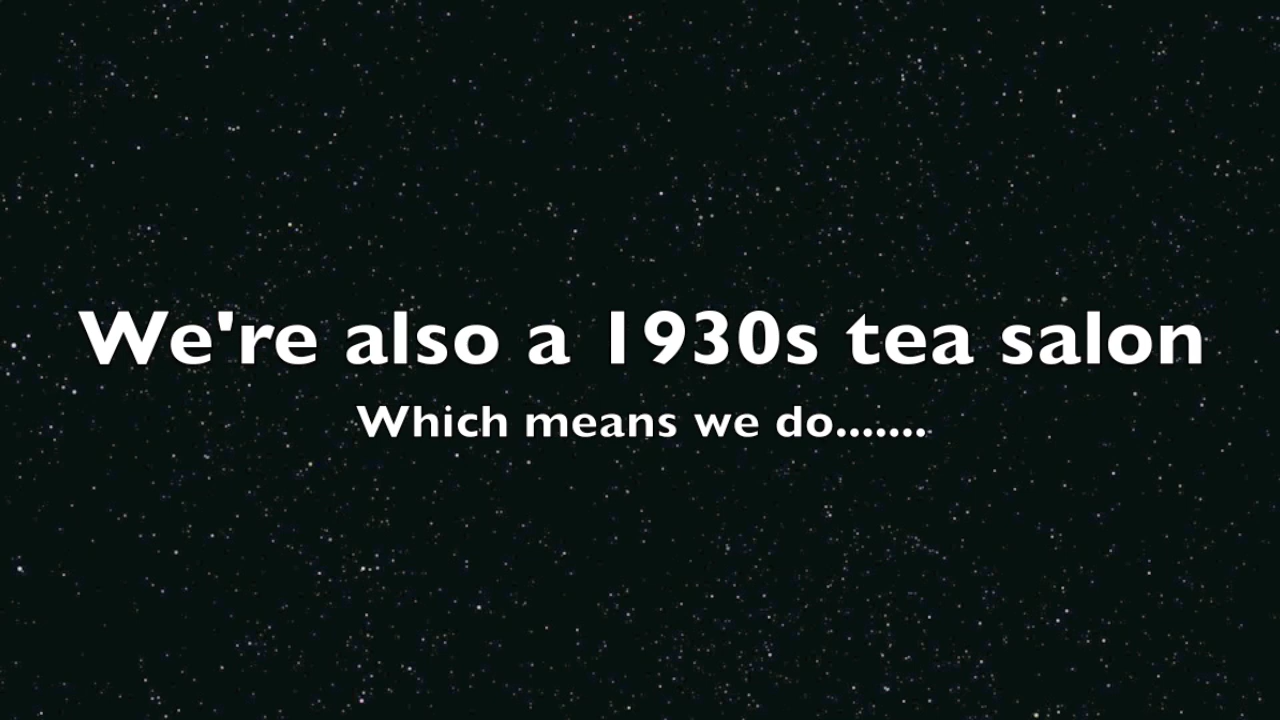 We're also a 1930s tea salon
Which means we do.......